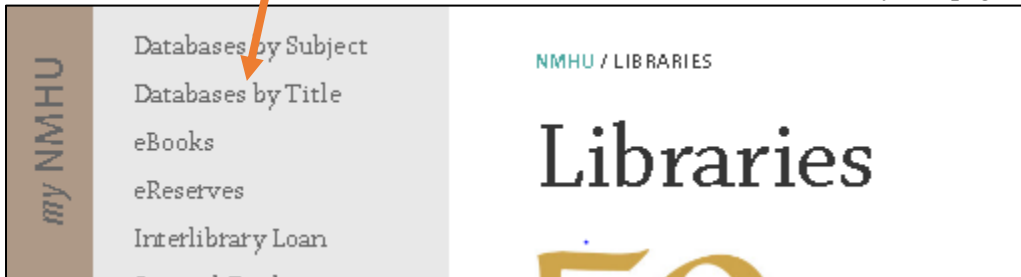 my NMHU
Databases by Subject
Databases by Title
eBooks
eReserves
Interlibrary Loan
NMHU / LIBRARIES
Libraries